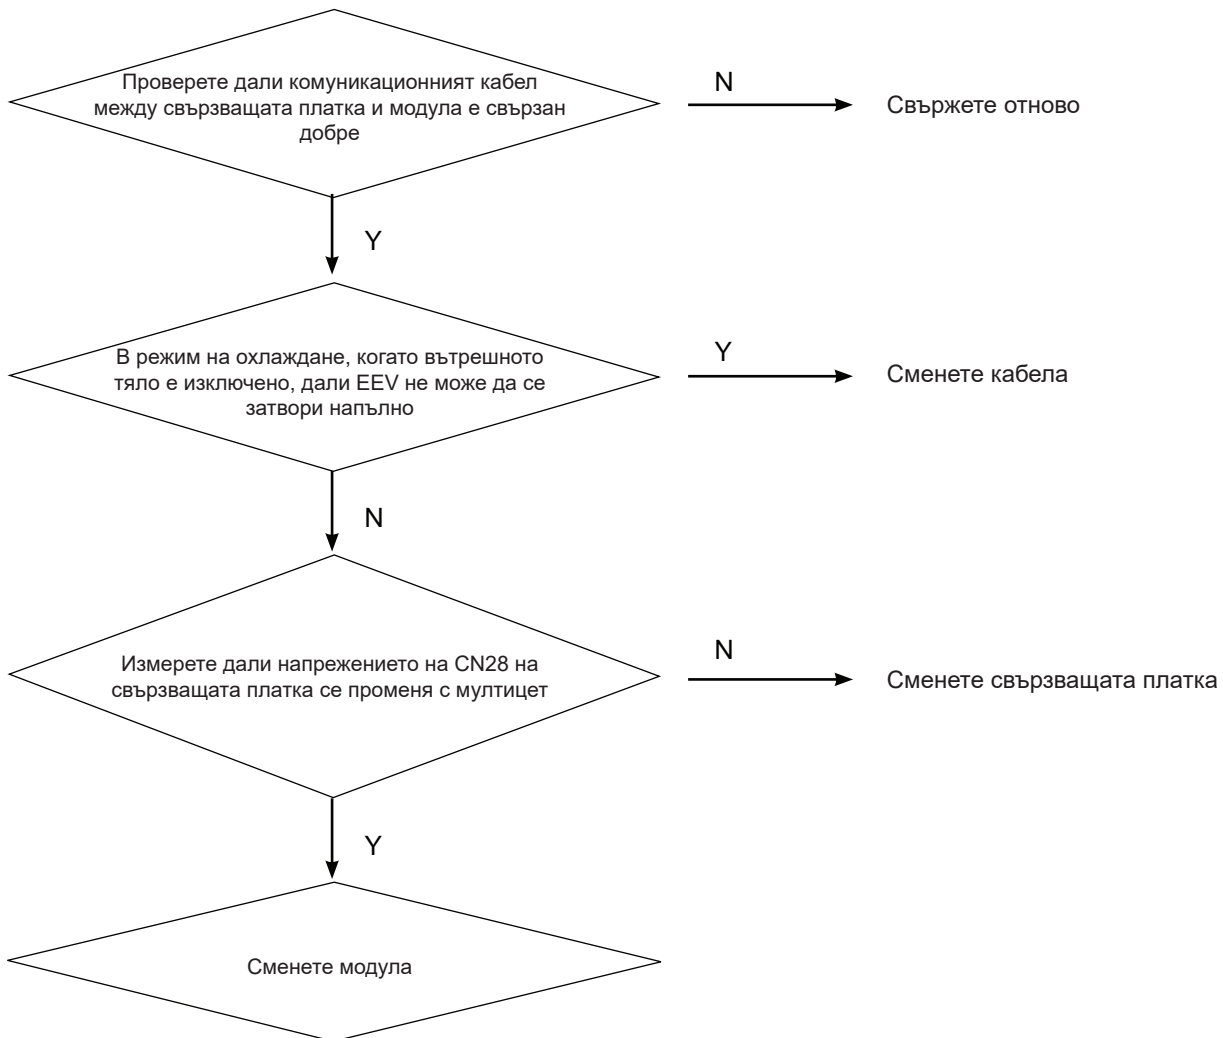 Проверете дали комуникационният кабел
между свързващата платка и модула е свързан
добре
N
Свържете отново
Y
В режим на охлаждане, когато вътрешното
тяло е изключено, дали EEV не може да се
затвори напълно
Y
Сменете кабела
N
Измерете дали напрежението на CN28 на
свързващата платка се променя с мултицет
N
Сменете свързващата платка
Y
Сменете модула